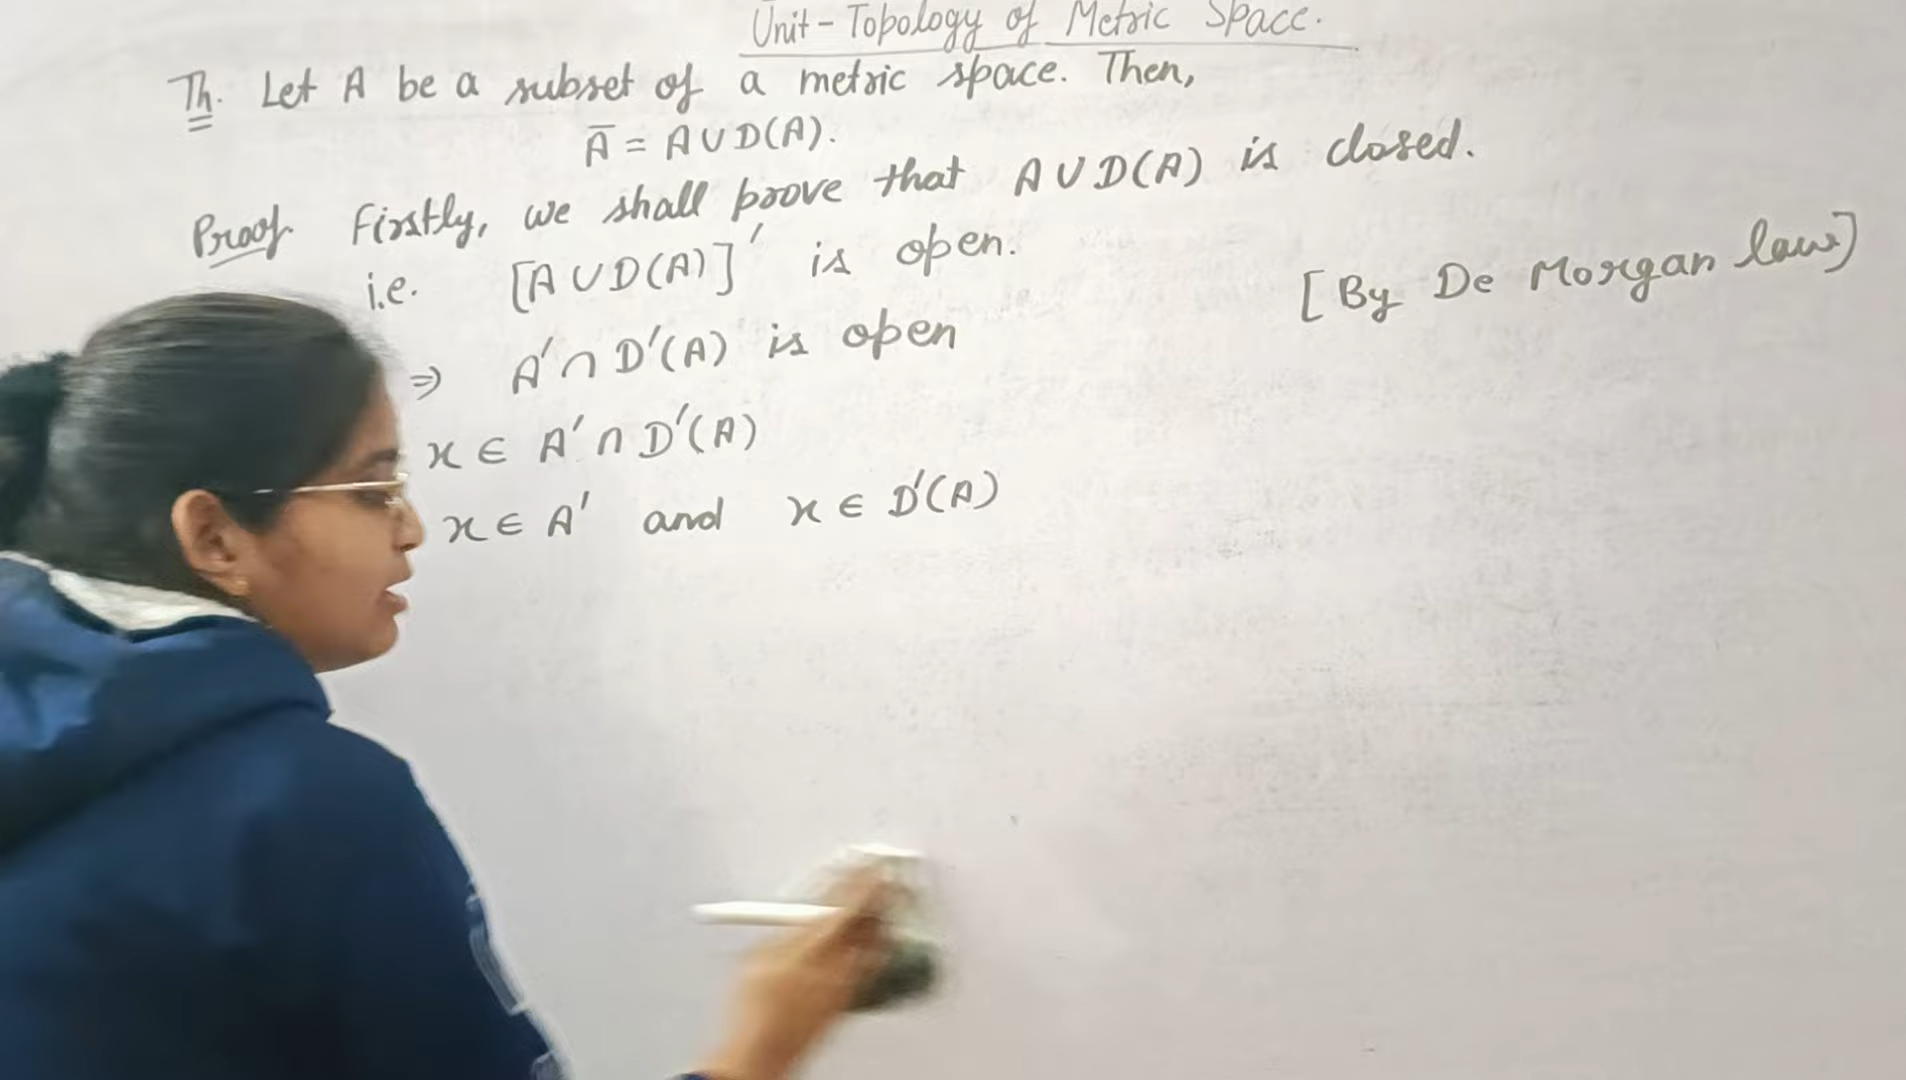 Unit - Topology of Metric Space.
Th. Let A be a subset of a metric space. Then,
Ā = A ∪ D(A).
Proof. Firstly, we shall prove that A ∪ D(A) is closed.
i.e. [A ∪ D(A)]′ is open.
[By De Morgan law]
⇒ A′ ∩ D′(A) is open
x ∈ A′ ∩ D′(A)
x ∈ A′ and x ∈ D′(A)